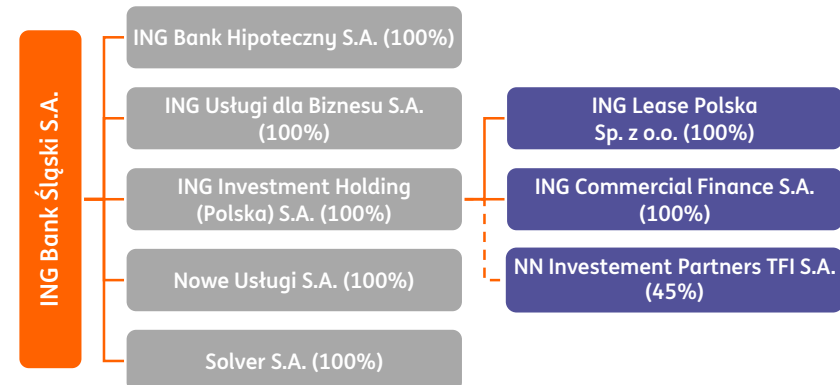 ING Bank Śląski S.A.
ING Bank Hipoteczny S.A. (100%)
ING Usługi dla Biznesu S.A.
(100%)
ING Investment Holding
(Polska) S.A. (100%)
Nowe Usługi S.A. (100%)
Solver S.A. (100%)
ING Lease Polska
Sp. z o.o. (100%)
ING Commercial Finance S.A.
(100%)
NN Investement Partners TFI S.A.
(45%)